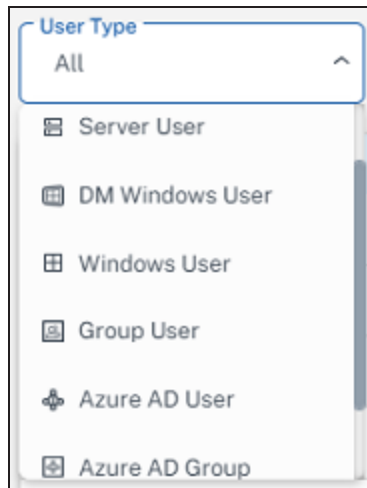 User Type
All
Server User
DM Windows User
Windows User
Group User
Azure AD User
Azure AD Group